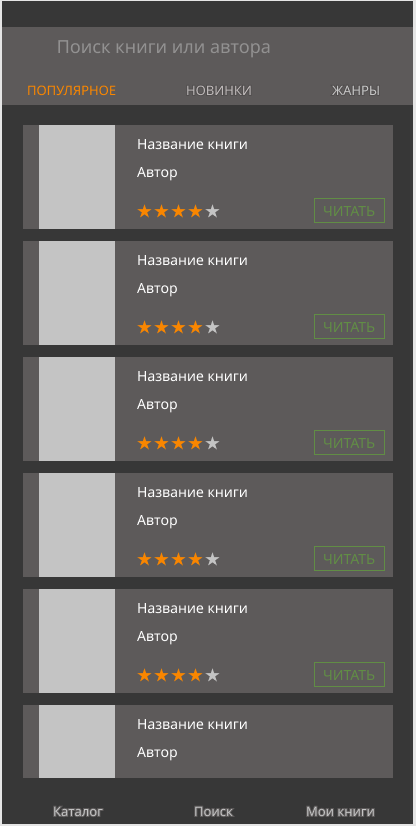 Поиск книги или автора
ПОПУЛЯРНОЕ НОВИНКИ ЖАНРЫ
Название книги
Автор
ЧИТАТЬ
Название книги
Автор
ЧИТАТЬ
Название книги
Автор
ЧИТАТЬ
Название книги
Автор
ЧИТАТЬ
Название книги
Автор
ЧИТАТЬ
Название книги
Автор
Каталог Поиск Мои книги